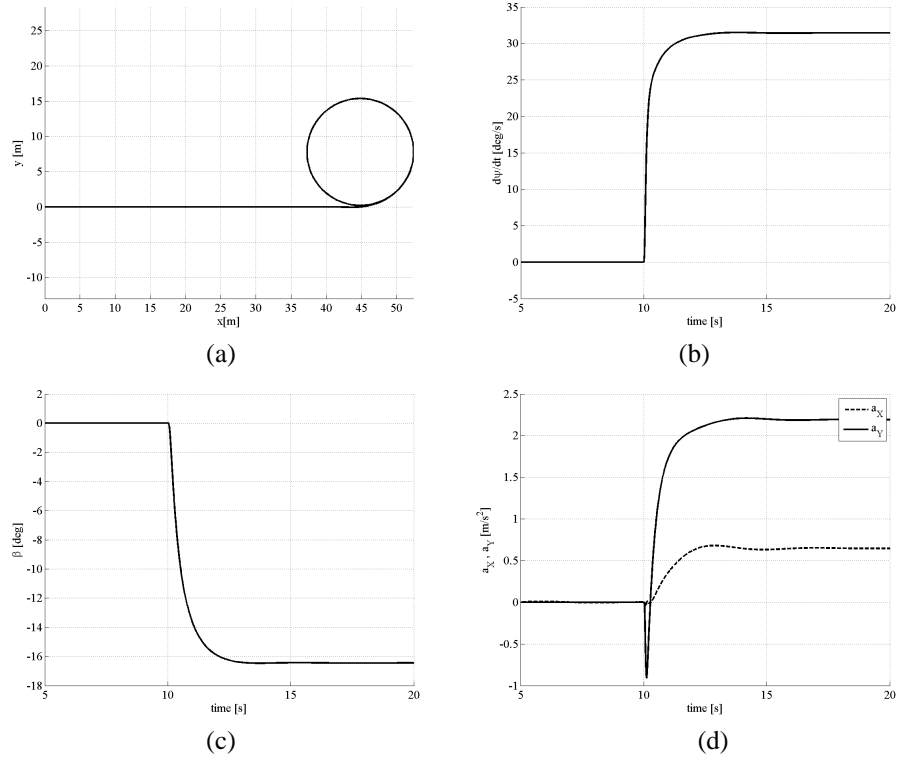 25
20
15
10
5
0
-5
-10
y [m]
0 5 10 15 20 25 30 35 40 45 50
x[m]
(a)
35
30
25
20
15
10
5
0
-5
dψ/dt [deg/s]
5 10 15 20
time [s]
(b)
2
0
-2
-4
-6
-8
-10
-12
-14
-16
-18
β [deg]
5 10 15 20
time [s]
(c)
2.5
2
1.5
1
0.5
0
-0.5
-1
a_X , a_Y [m/s²]
a_X
a_Y
5 10 15 20
time [s]
(d)